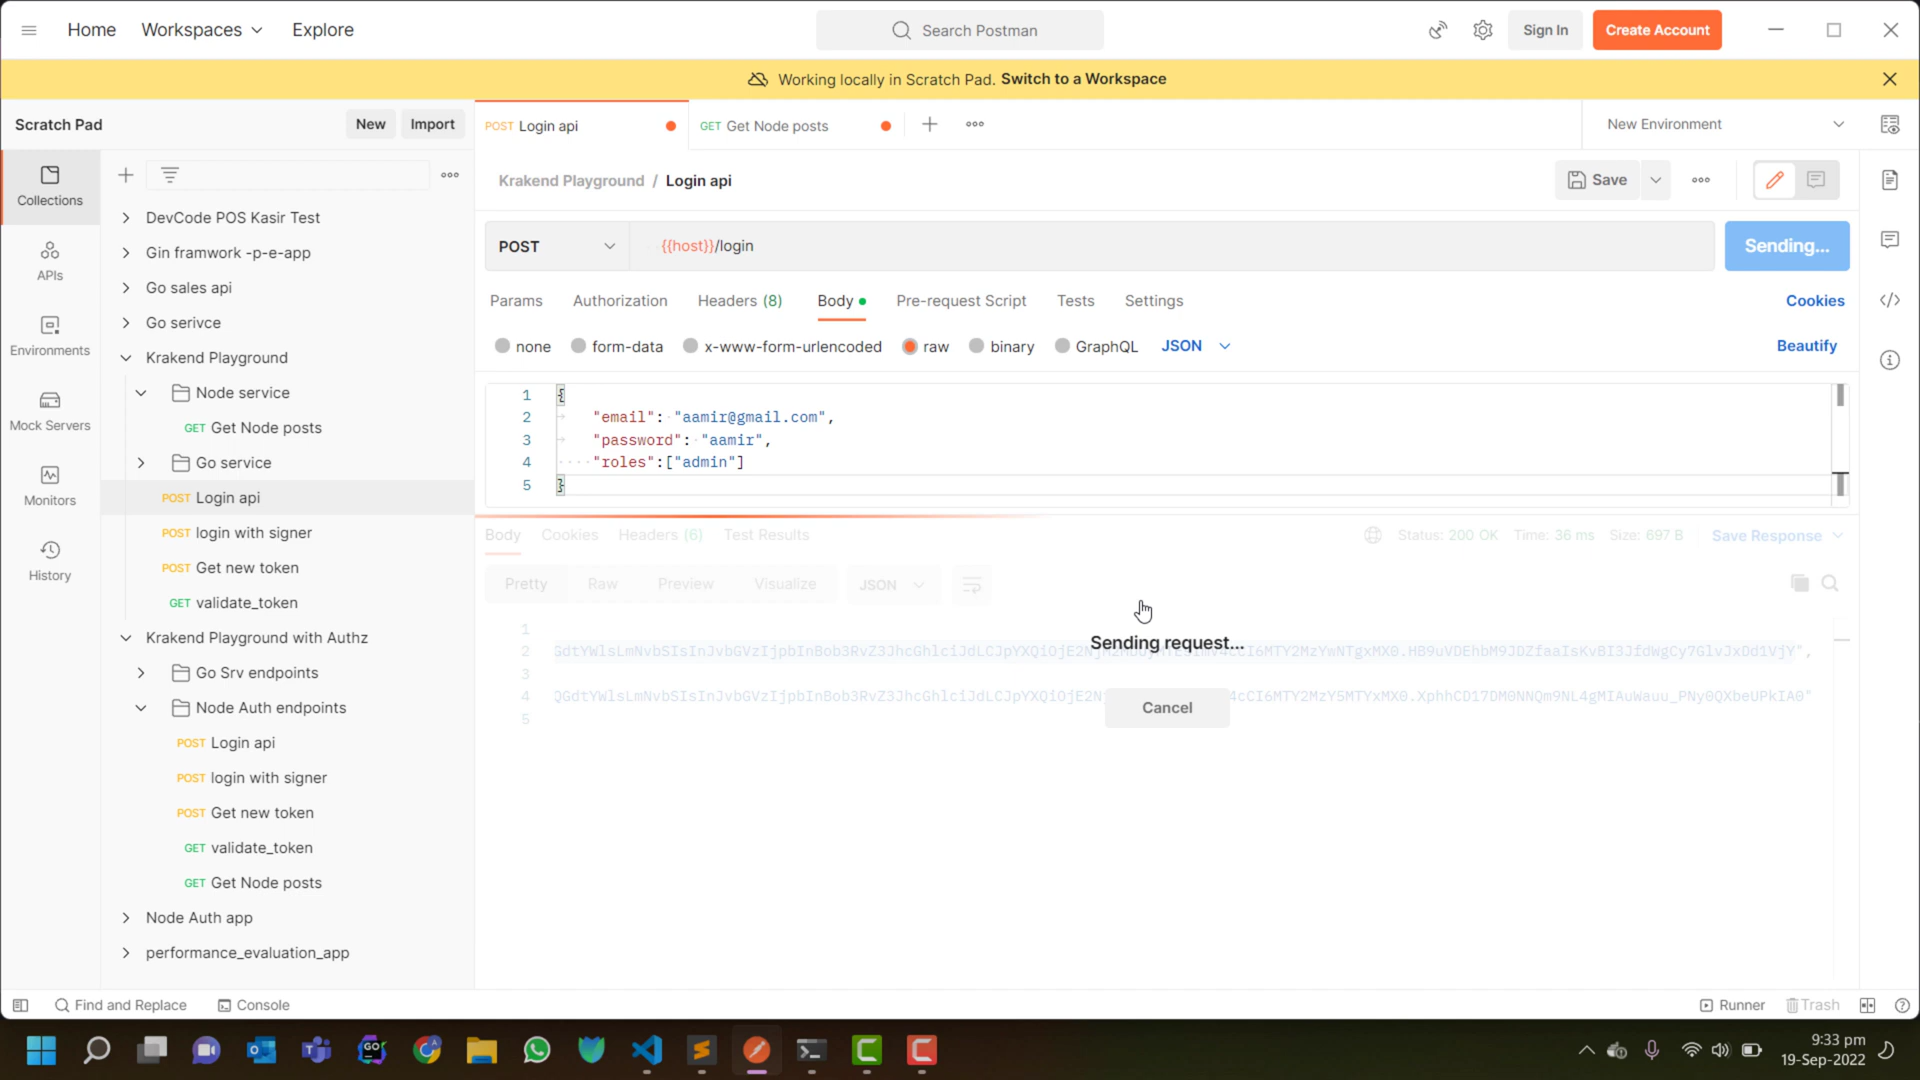 Home Workspaces Explore Search Postman Sign In Create Account
Working locally in Scratch Pad. Switch to a Workspace
Scratch Pad New Import POST Login api GET Get Node posts New Environment
Collections
APIs
Environments
Mock Servers
Monitors
History
DevCode POS Kasir Test
Gin framwork -p-e-app
Go sales api
Go serivce
Krakend Playground
Node service
GET Get Node posts
Go service
POST Login api
POST login with signer
POST Get new token
GET validate_token
Krakend Playground with Authz
Go Srv endpoints
Node Auth endpoints
POST Login api
POST login with signer
POST Get new token
GET validate_token
GET Get Node posts
Node Auth app
performance_evaluation_app
Krakend Playground / Login api Save
POST {{host}}/login Sending...
Params Authorization Headers (8) Body Pre-request Script Tests Settings Cookies
none form-data x-www-form-urlencoded raw binary GraphQL JSON Beautify
1 {
2 "email": "aamir@gmail.com",
3 "password": "aamir",
4 "roles":["admin"]
5 }
Body Cookies Headers (6) Test Results Status: 200 OK Time: 36 ms Size: 697 B Save Response
Pretty Raw Preview Visualize JSON
1
2
3
4
5
Sending request...
Cancel
Find and Replace Console Runner Trash
9:33 pm
19-Sep-2022